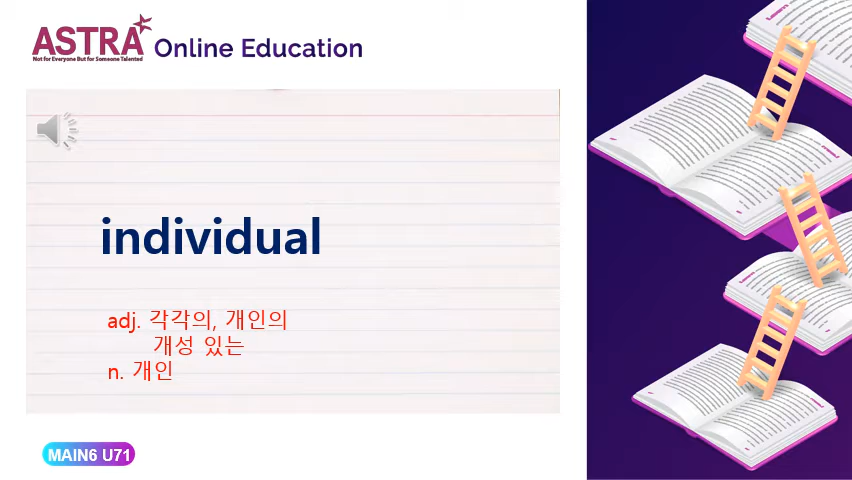 ASTRA
Not for Everyone But for Someone Talented
Online Education
individual
adj. 각각의, 개인의
개성 있는
n. 개인
MAIN6 U71